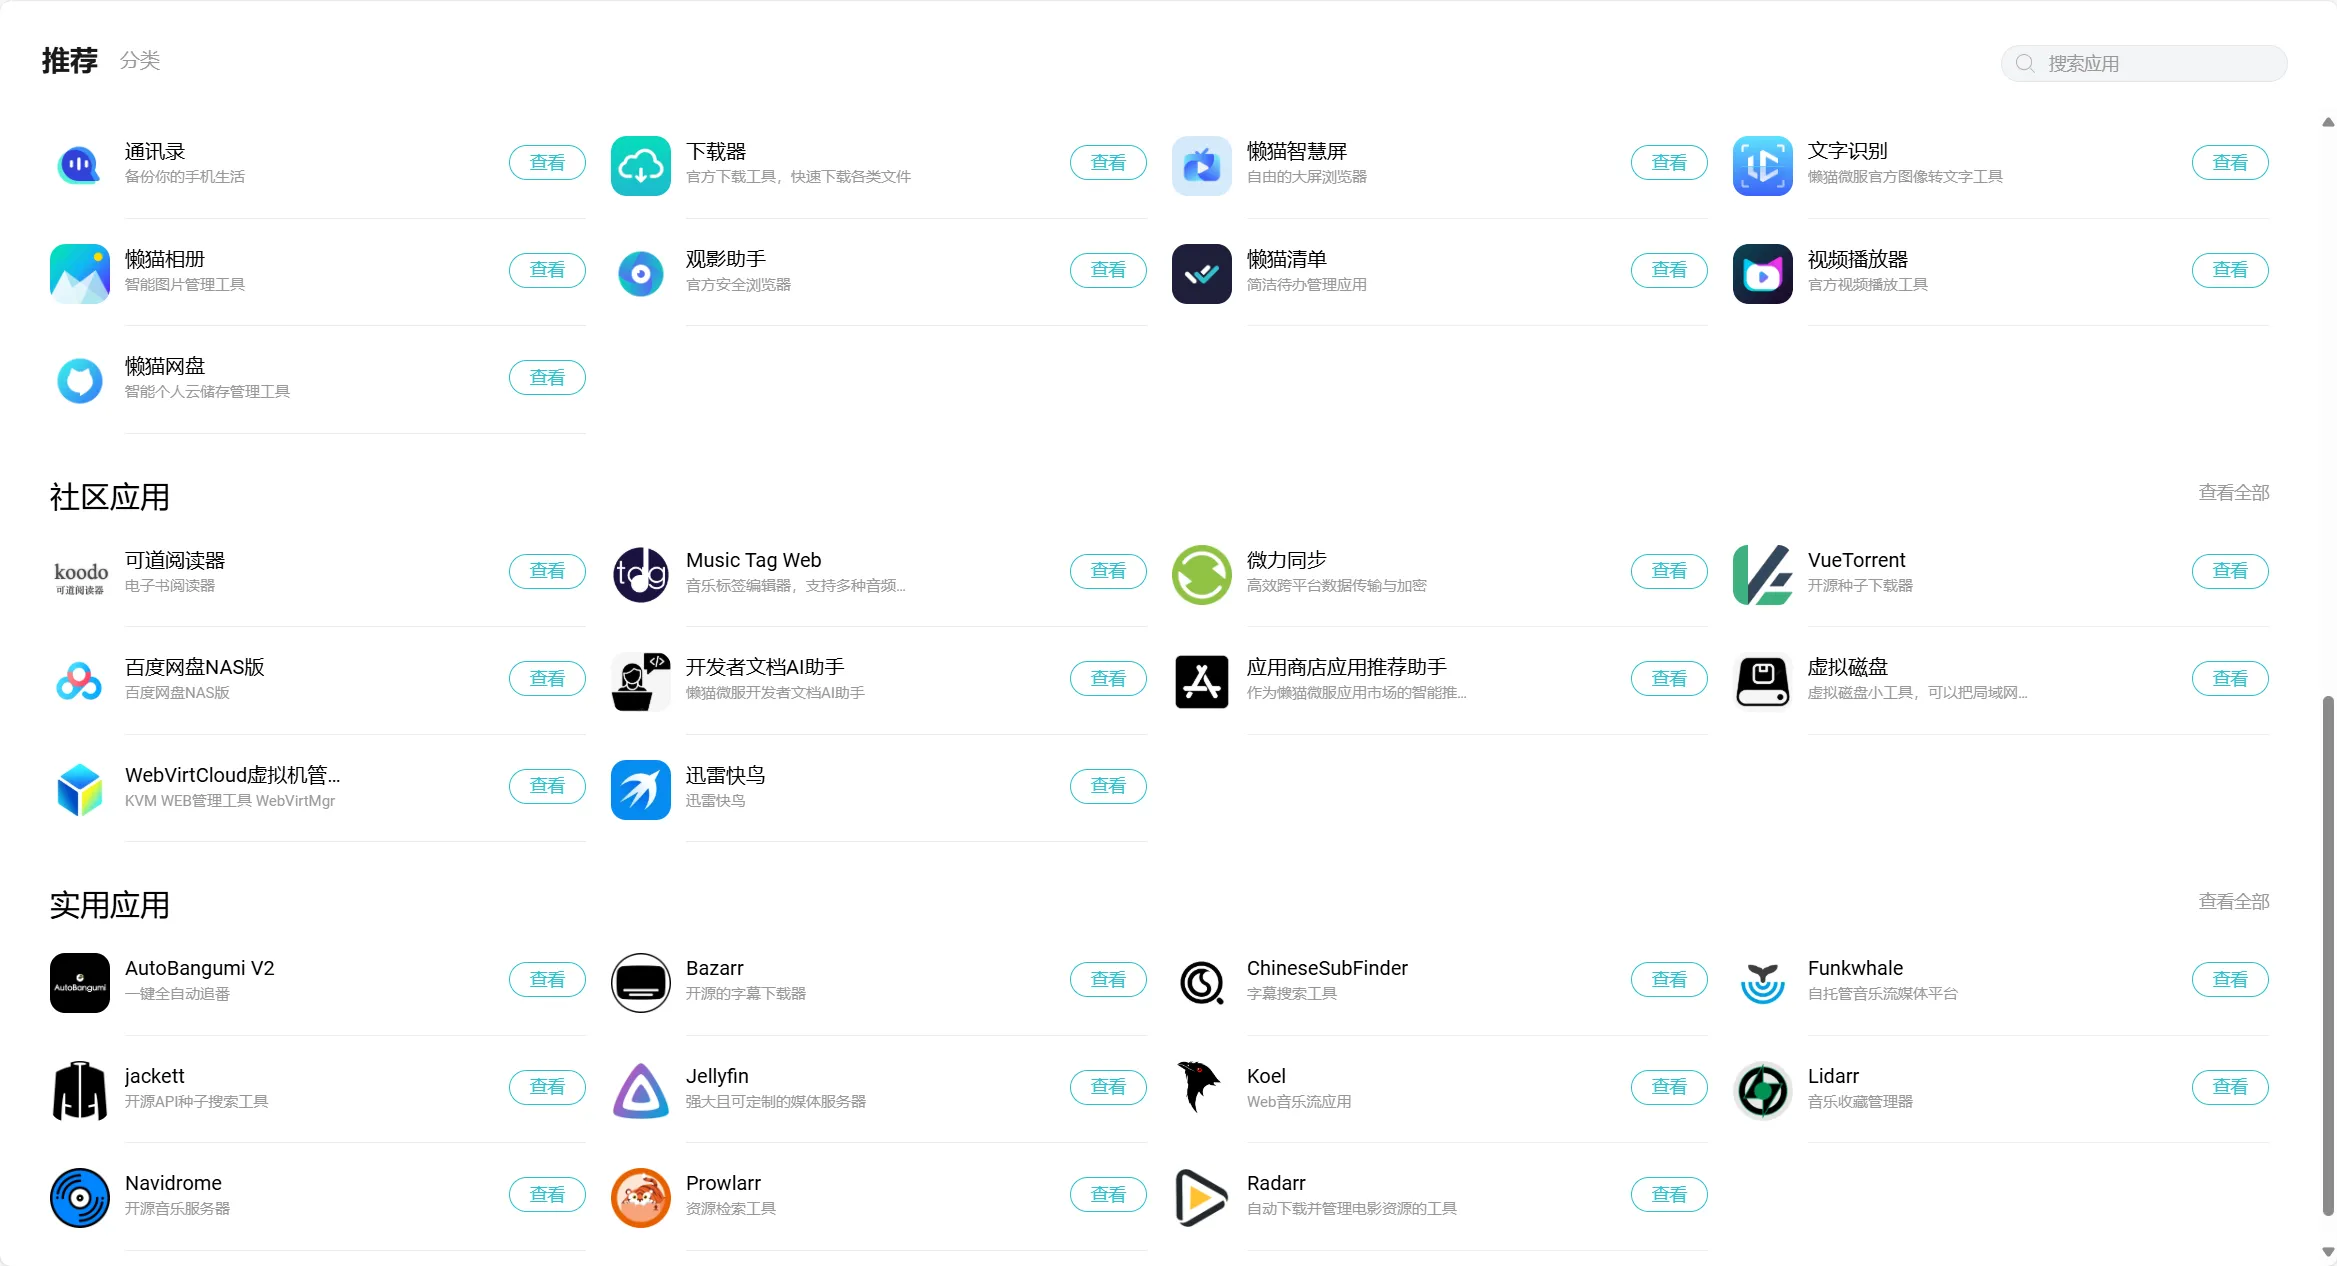 推荐
分类
搜索应用
通讯录
备份你的手机生活
查看
下载器
官方下载工具，快速下载各类文件
查看
懒猫智慧屏
自由的大屏浏览器
查看
文字识别
懒猫微服官方图像转文字工具
查看
懒猫相册
智能图片管理工具
查看
观影助手
官方安全浏览器
查看
懒猫清单
简洁待办管理应用
查看
视频播放器
官方视频播放工具
查看
懒猫网盘
智能个人云储存管理工具
查看
社区应用
查看全部
koodo
可道阅读器
可道阅读器
电子书阅读器
查看
tag
Music Tag Web
音乐标签编辑器，支持多种音频...
查看
微力同步
高效跨平台数据传输与加密
查看
VueTorrent
开源种子下载器
查看
百度网盘NAS版
百度网盘NAS版
查看
开发者文档AI助手
懒猫微服开发者文档AI助手
查看
应用商店应用推荐助手
作为懒猫微服应用市场的智能推...
查看
虚拟磁盘
虚拟磁盘小工具，可以把局域网...
查看
WebVirtCloud虚拟机管...
KVM WEB管理工具 WebVirtMgr
查看
迅雷快鸟
迅雷快鸟
查看
实用应用
查看全部
AutoBangumi
AutoBangumi V2
一键全自动追番
查看
Bazarr
开源的字幕下载器
查看
ChineseSubFinder
字幕搜索工具
查看
Funkwhale
自托管音乐流媒体平台
查看
jackett
开源API种子搜索工具
查看
Jellyfin
强大且可定制的媒体服务器
查看
Koel
Web音乐流应用
查看
Lidarr
音乐收藏管理器
查看
Navidrome
开源音乐服务器
查看
Prowlarr
资源检索工具
查看
Radarr
自动下载并管理电影资源的工具
查看